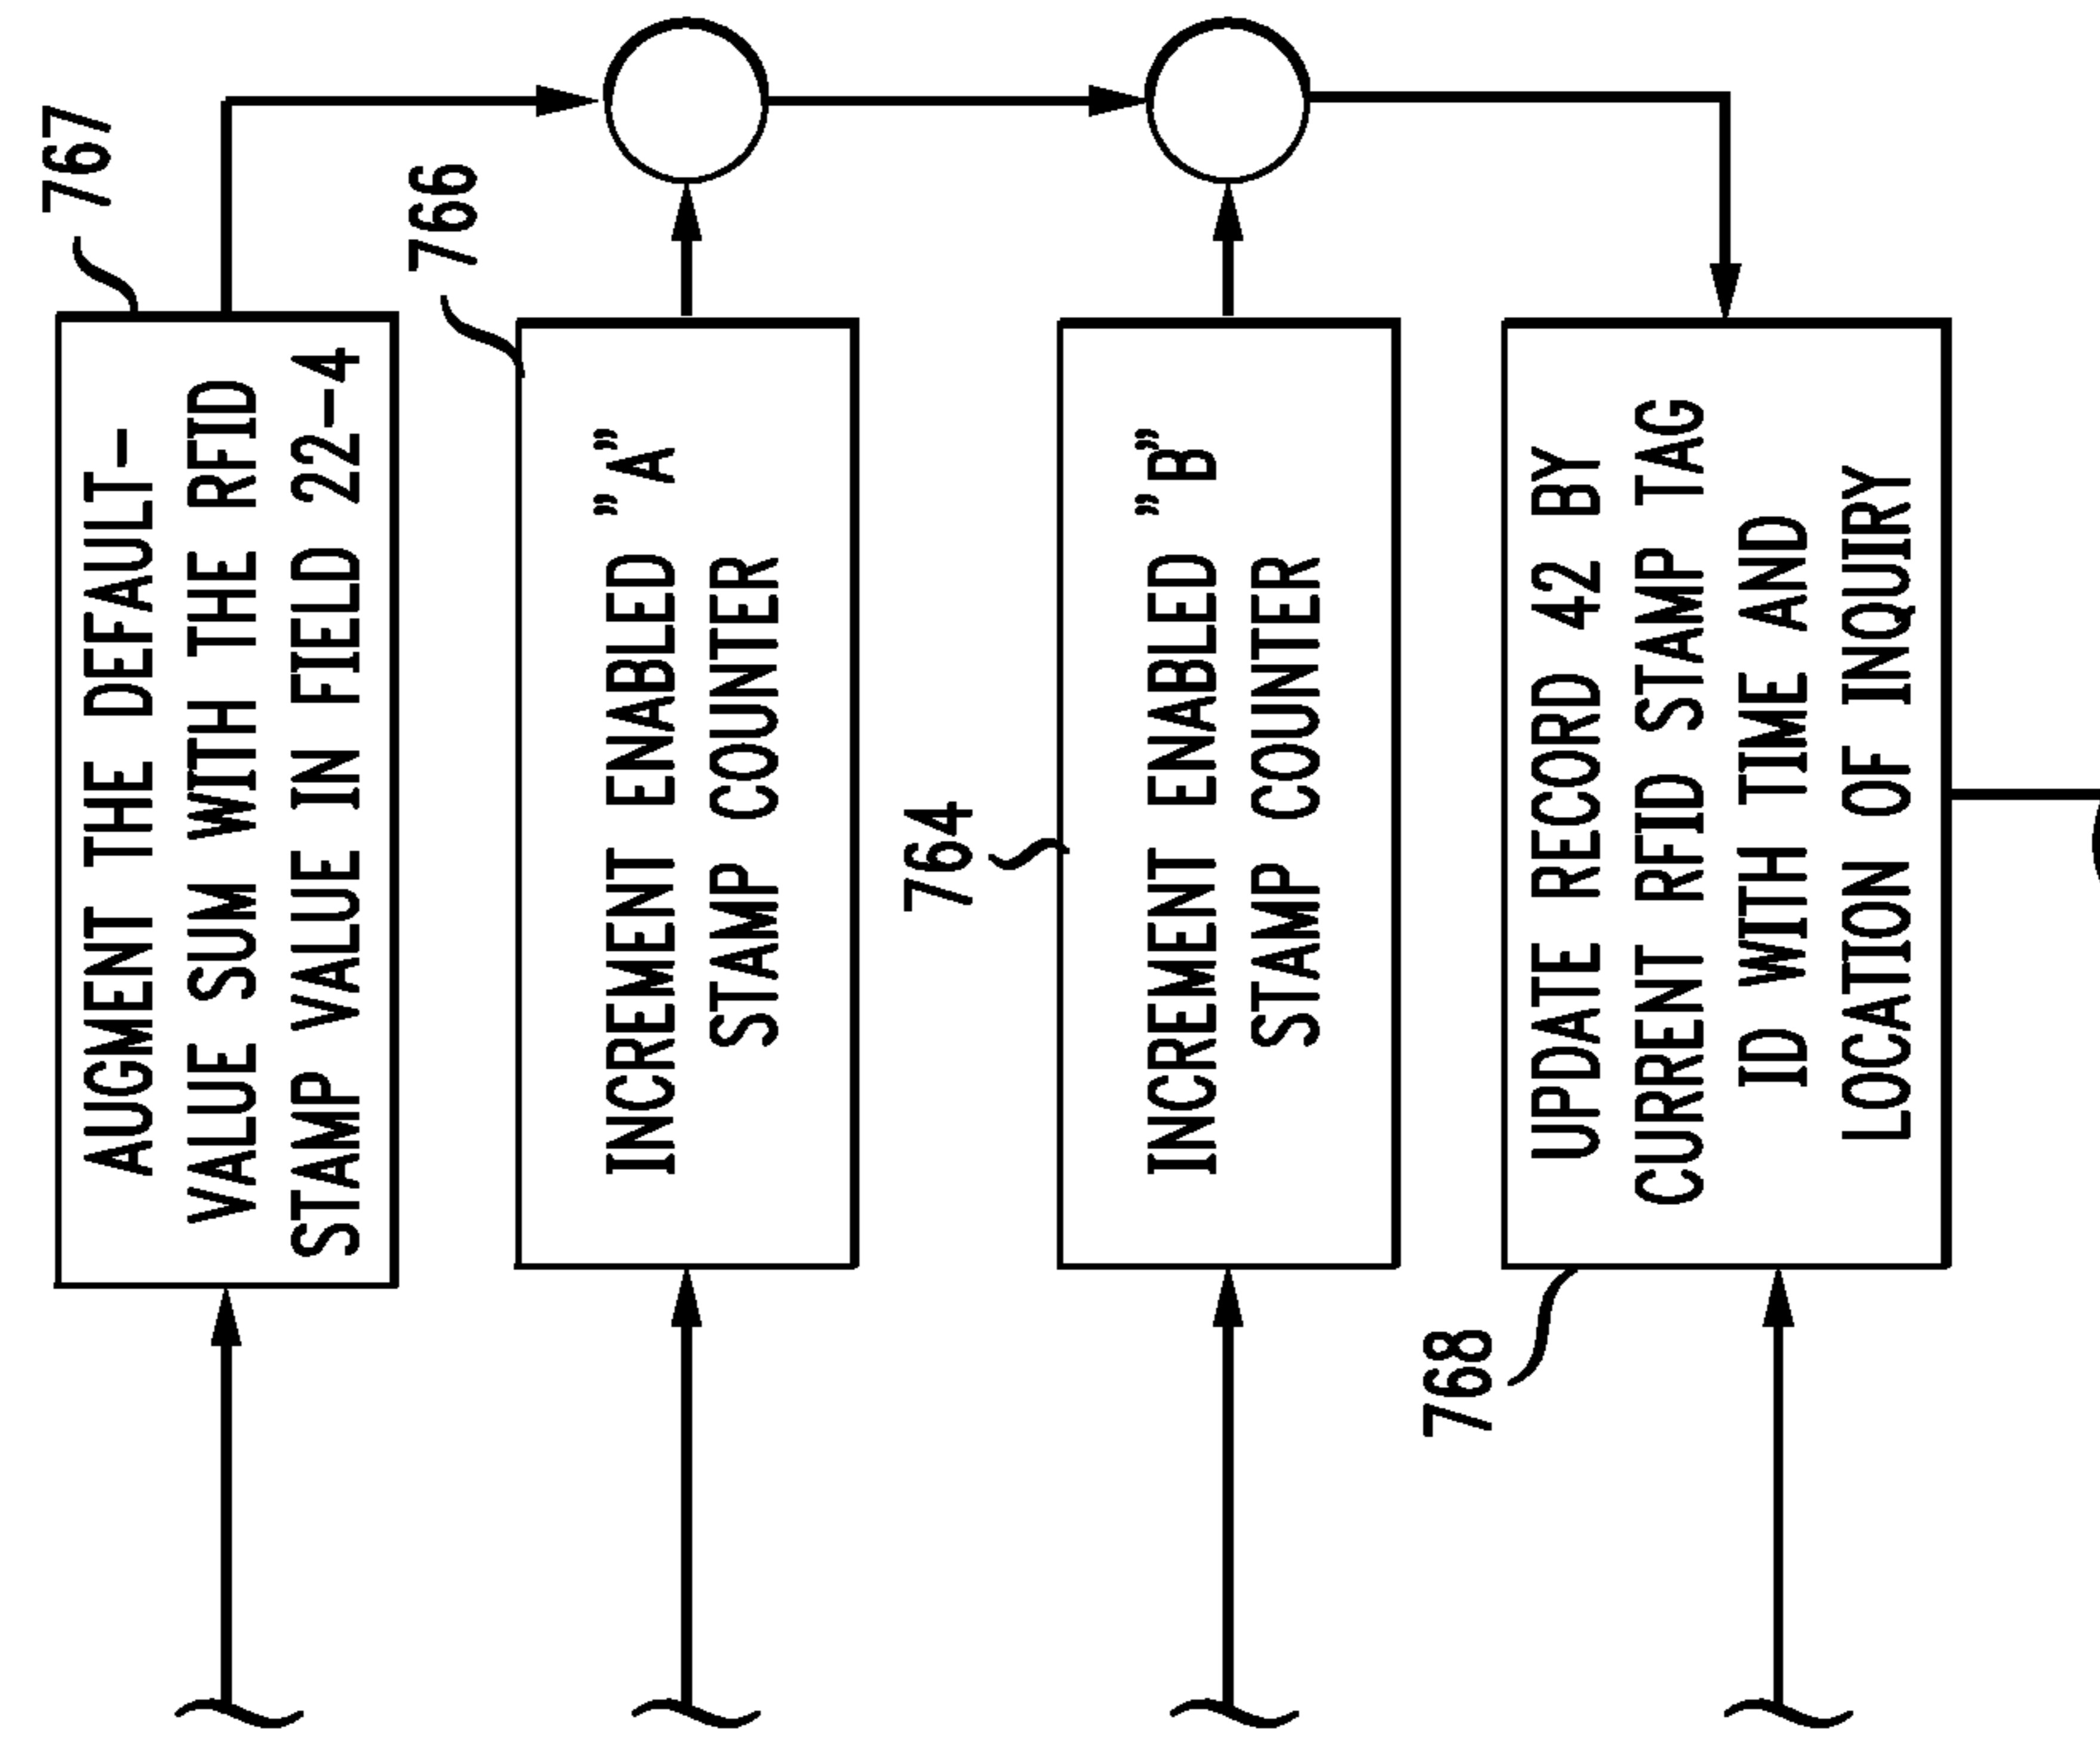 767
AUGMENT THE DEFAULT-
VALUE SUM WITH THE RFID
STAMP VALUE IN FIELD 22-4
766
INCREMENT ENABLED "A"
STAMP COUNTER
764
INCREMENT ENABLED "B"
STAMP COUNTER
768
UPDATE RECORD 42 BY
CURRENT RFID STAMP TAG
ID WITH TIME AND
LOCATION OF INQUIRY